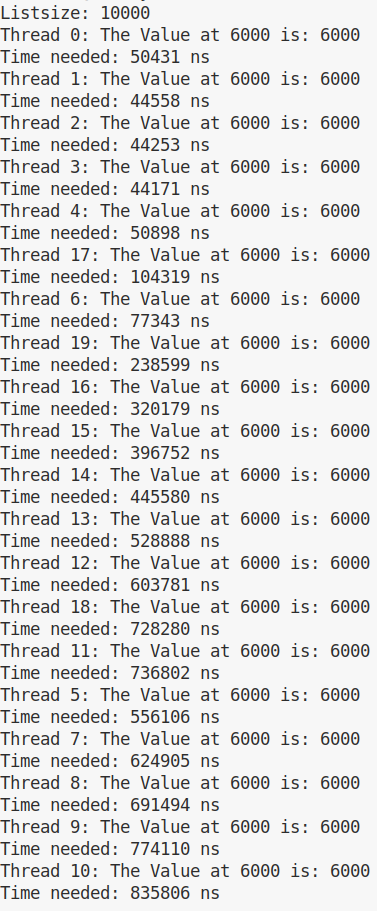 Listsize: 10000
Thread 0: The Value at 6000 is: 6000
Time needed: 50431 ns
Thread 1: The Value at 6000 is: 6000
Time needed: 44558 ns
Thread 2: The Value at 6000 is: 6000
Time needed: 44253 ns
Thread 3: The Value at 6000 is: 6000
Time needed: 44171 ns
Thread 4: The Value at 6000 is: 6000
Time needed: 50898 ns
Thread 17: The Value at 6000 is: 6000
Time needed: 104319 ns
Thread 6: The Value at 6000 is: 6000
Time needed: 77343 ns
Thread 19: The Value at 6000 is: 6000
Time needed: 238599 ns
Thread 16: The Value at 6000 is: 6000
Time needed: 320179 ns
Thread 15: The Value at 6000 is: 6000
Time needed: 396752 ns
Thread 14: The Value at 6000 is: 6000
Time needed: 445580 ns
Thread 13: The Value at 6000 is: 6000
Time needed: 528888 ns
Thread 12: The Value at 6000 is: 6000
Time needed: 603781 ns
Thread 18: The Value at 6000 is: 6000
Time needed: 728280 ns
Thread 11: The Value at 6000 is: 6000
Time needed: 736802 ns
Thread 5: The Value at 6000 is: 6000
Time needed: 556106 ns
Thread 7: The Value at 6000 is: 6000
Time needed: 624905 ns
Thread 8: The Value at 6000 is: 6000
Time needed: 691494 ns
Thread 9: The Value at 6000 is: 6000
Time needed: 774110 ns
Thread 10: The Value at 6000 is: 6000
Time needed: 835806 ns